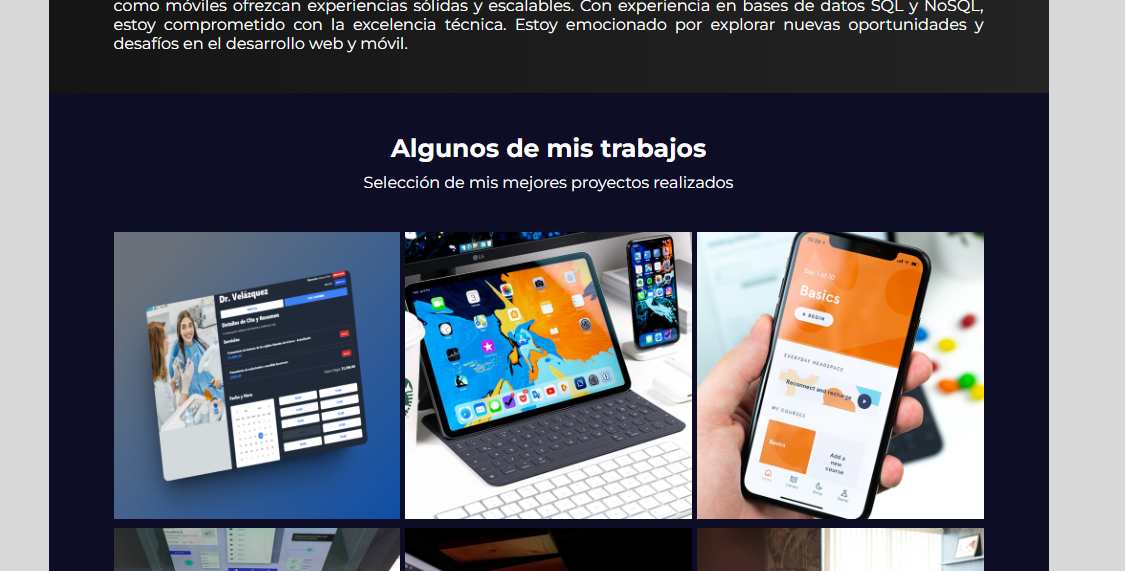 como móviles ofrezcan experiencias sólidas y escalables. Con experiencia en bases de datos SQL y NoSQL,
estoy comprometido con la excelencia técnica. Estoy emocionado por explorar nuevas oportunidades y
desafíos en el desarrollo web y móvil.
Algunos de mis trabajos
Selección de mis mejores proyectos realizados
Dr. Velázquez
Detalles de Cita y Resumen
Servicios
Fecha y Hora
LG
15:20
Day 1 of 10
Basics
BEGIN
EVERYDAY HEADSPACE
Reconnect and recharge
MY COURSES
Basics
Add a
new
course